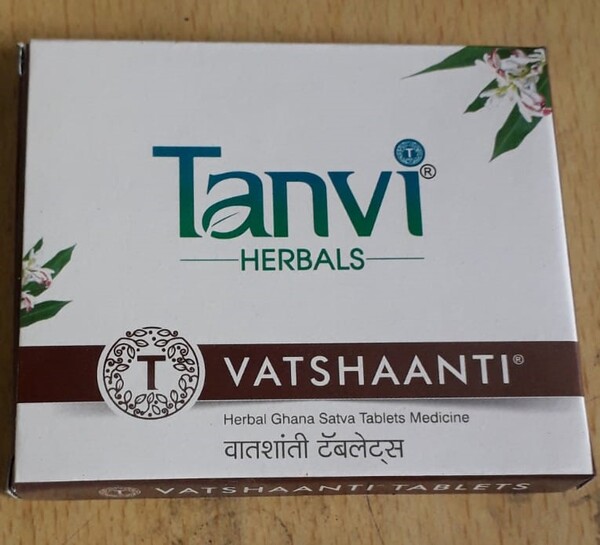 T
Tanvi®
HERBALS
T VATSHAANTI®
Herbal Ghana Satva Tablets Medicine
वातशांती टॅबलेट्स
T VATSHAANTI TABLETS